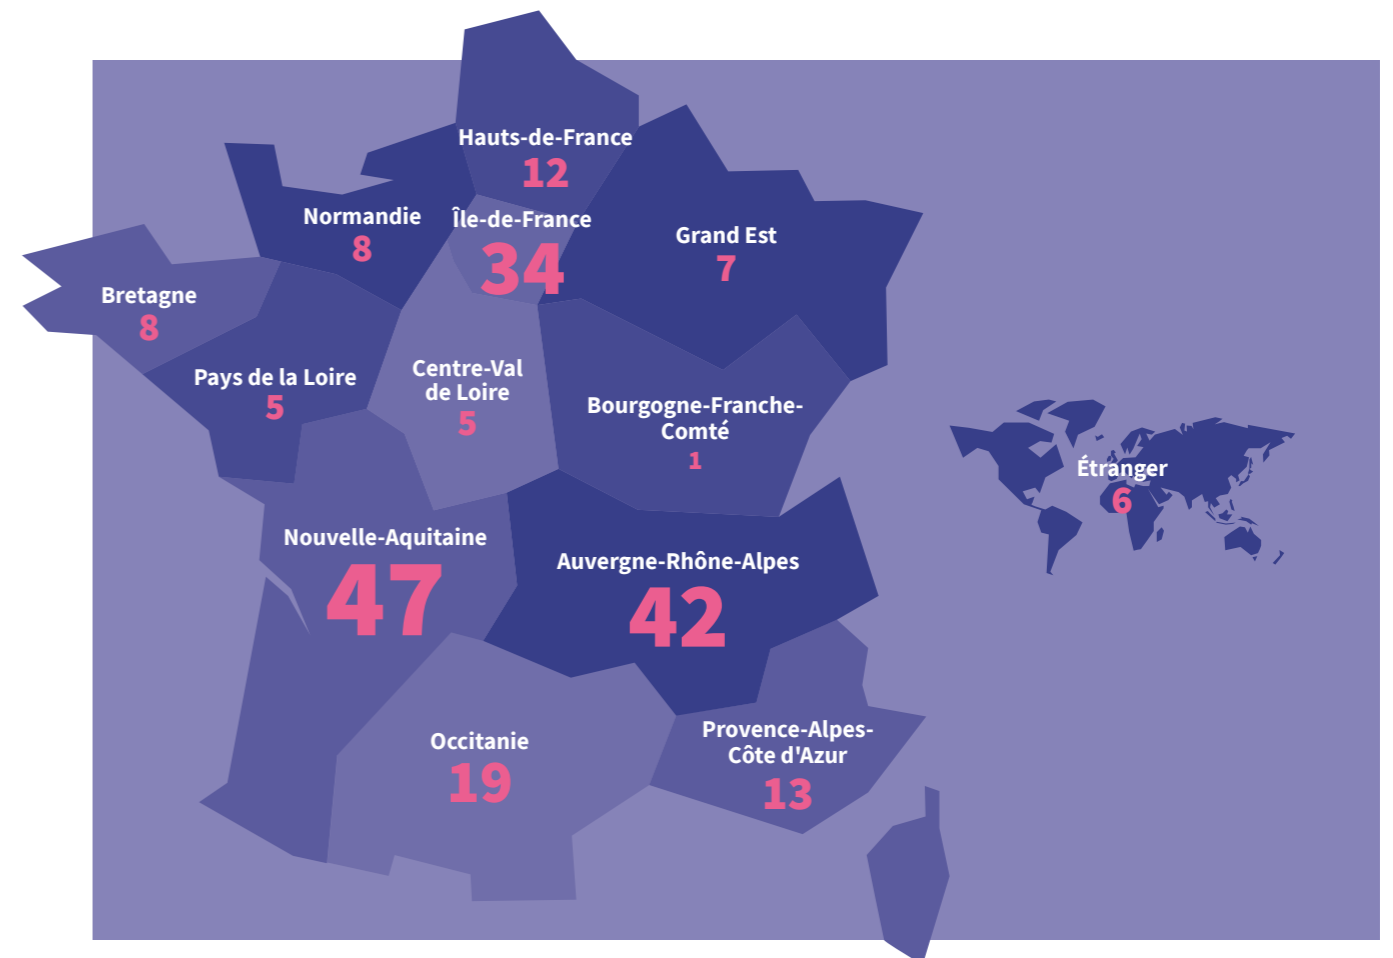 Hauts-de-France
12
Normandie
8
Île-de-France
34
Grand Est
7
Bretagne
8
Pays de la Loire
5
Centre-Val
de Loire
5
Bourgogne-Franche-
Comté
1
Étranger
6
Nouvelle-Aquitaine
47
Auvergne-Rhône-Alpes
42
Occitanie
19
Provence-Alpes-
Côte d'Azur
13